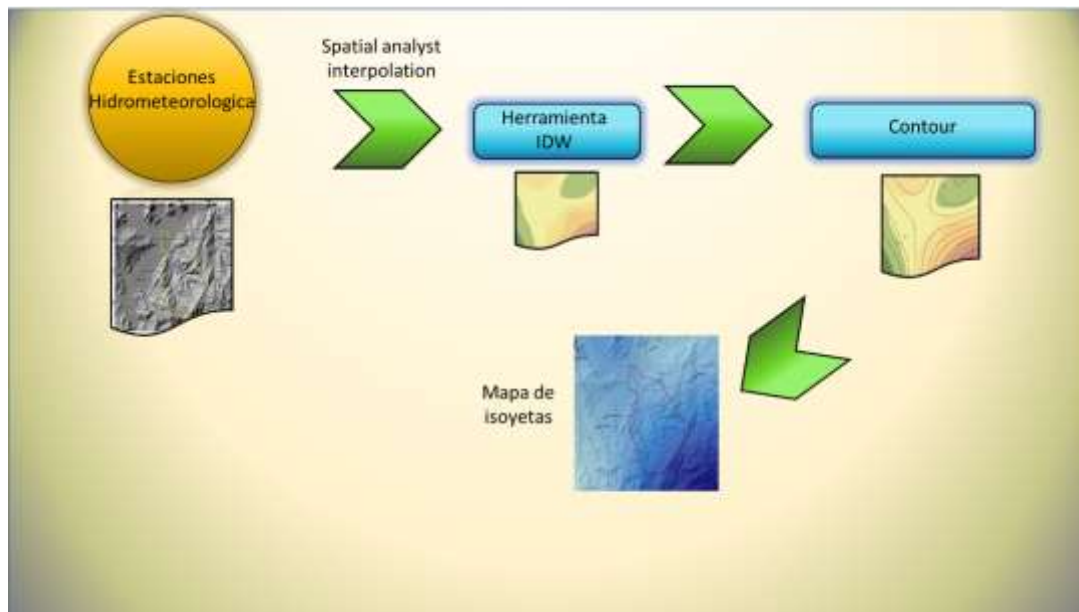 Estaciones
Hidrometeorologica
Spatial analyst
interpolation
Herramienta
IDW
Contour
Mapa de
isoyetas